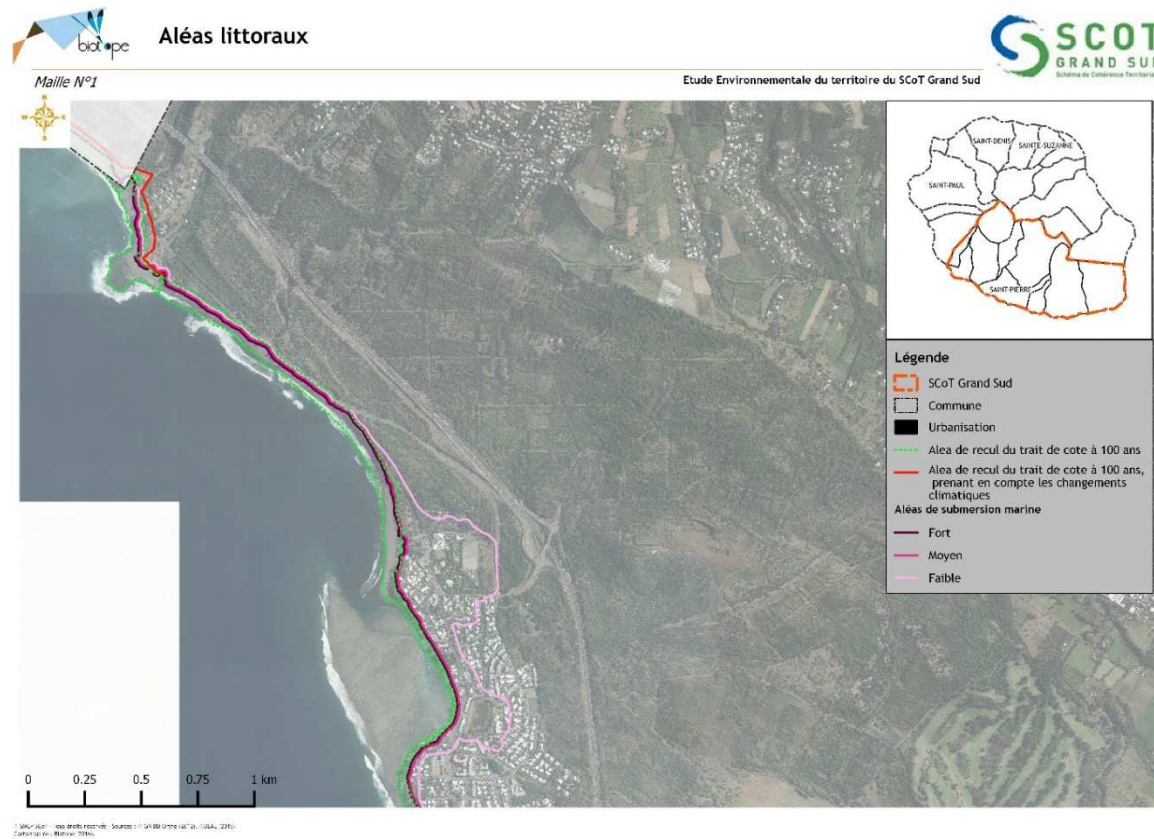 biotope
Aléas littoraux
SCOT
GRAND SUD
Schéma de Cohérence Territoriale
Maille N°1
Etude Environnementale du territoire du SCoT Grand Sud
N
W
E
S
SAINT-DENIS
SAINTE-SUZANNE
SAINT-PAUL
SAINT-PIERRE
Légende
SCoT Grand Sud
Commune
Urbanisation
Alea de recul du trait de cote à 100 ans
Alea de recul du trait de cote à 100 ans,
prenant en compte les changements
climatiques
Aléas de submersion marine
Fort
Moyen
Faible
0 0.25 0.5 0.75 1 km